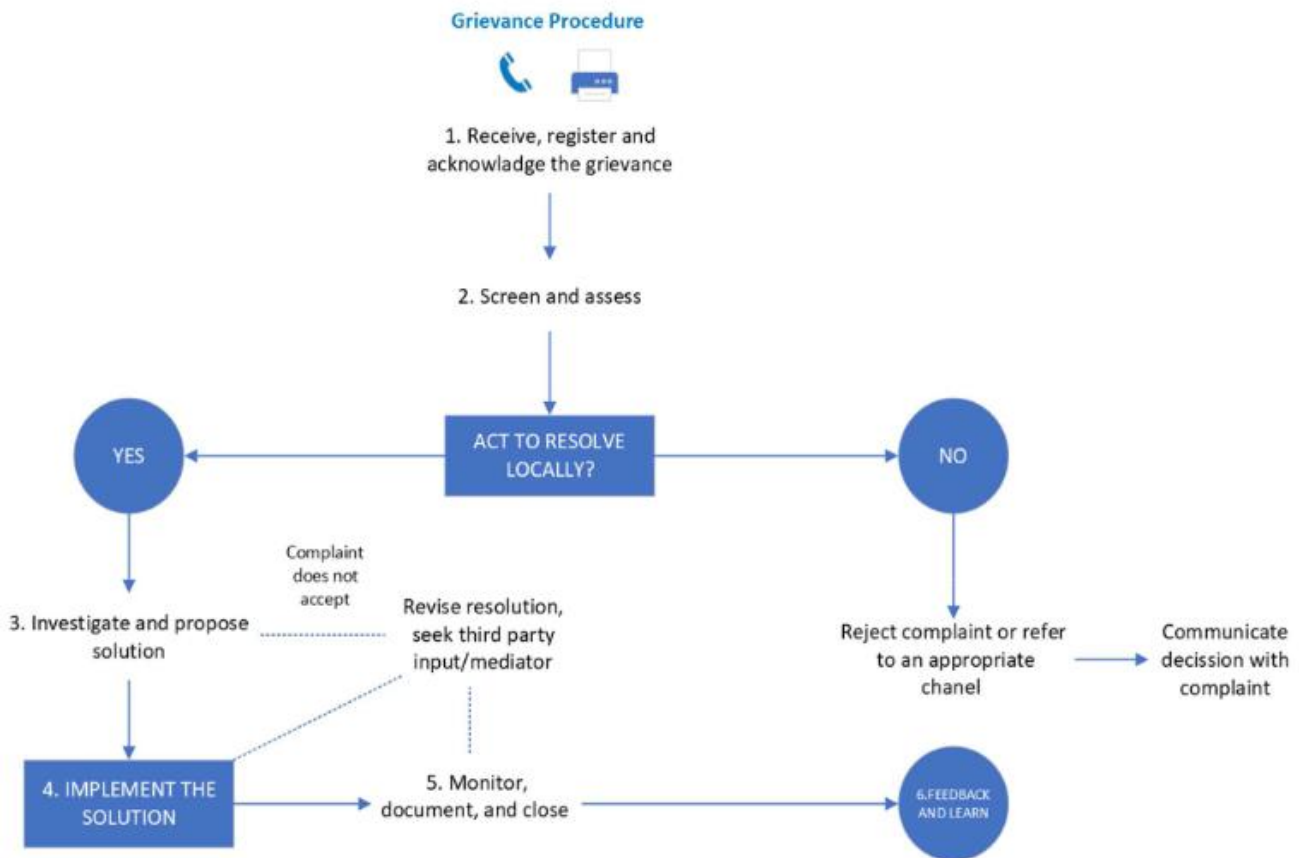 Grievance Procedure
1. Receive, register and
acknowladge the grievance
2. Screen and assess
ACT TO RESOLVE
LOCALLY?
YES
NO
Complaint
does not
accept
3. Investigate and propose
solution
Revise resolution,
seek third party
input/mediator
Reject complaint or refer
to an appropriate
chanel
Communicate
decission with
complaint
4. IMPLEMENT THE
SOLUTION
5. Monitor,
document, and close
6.FEEDBACK
AND LEARN